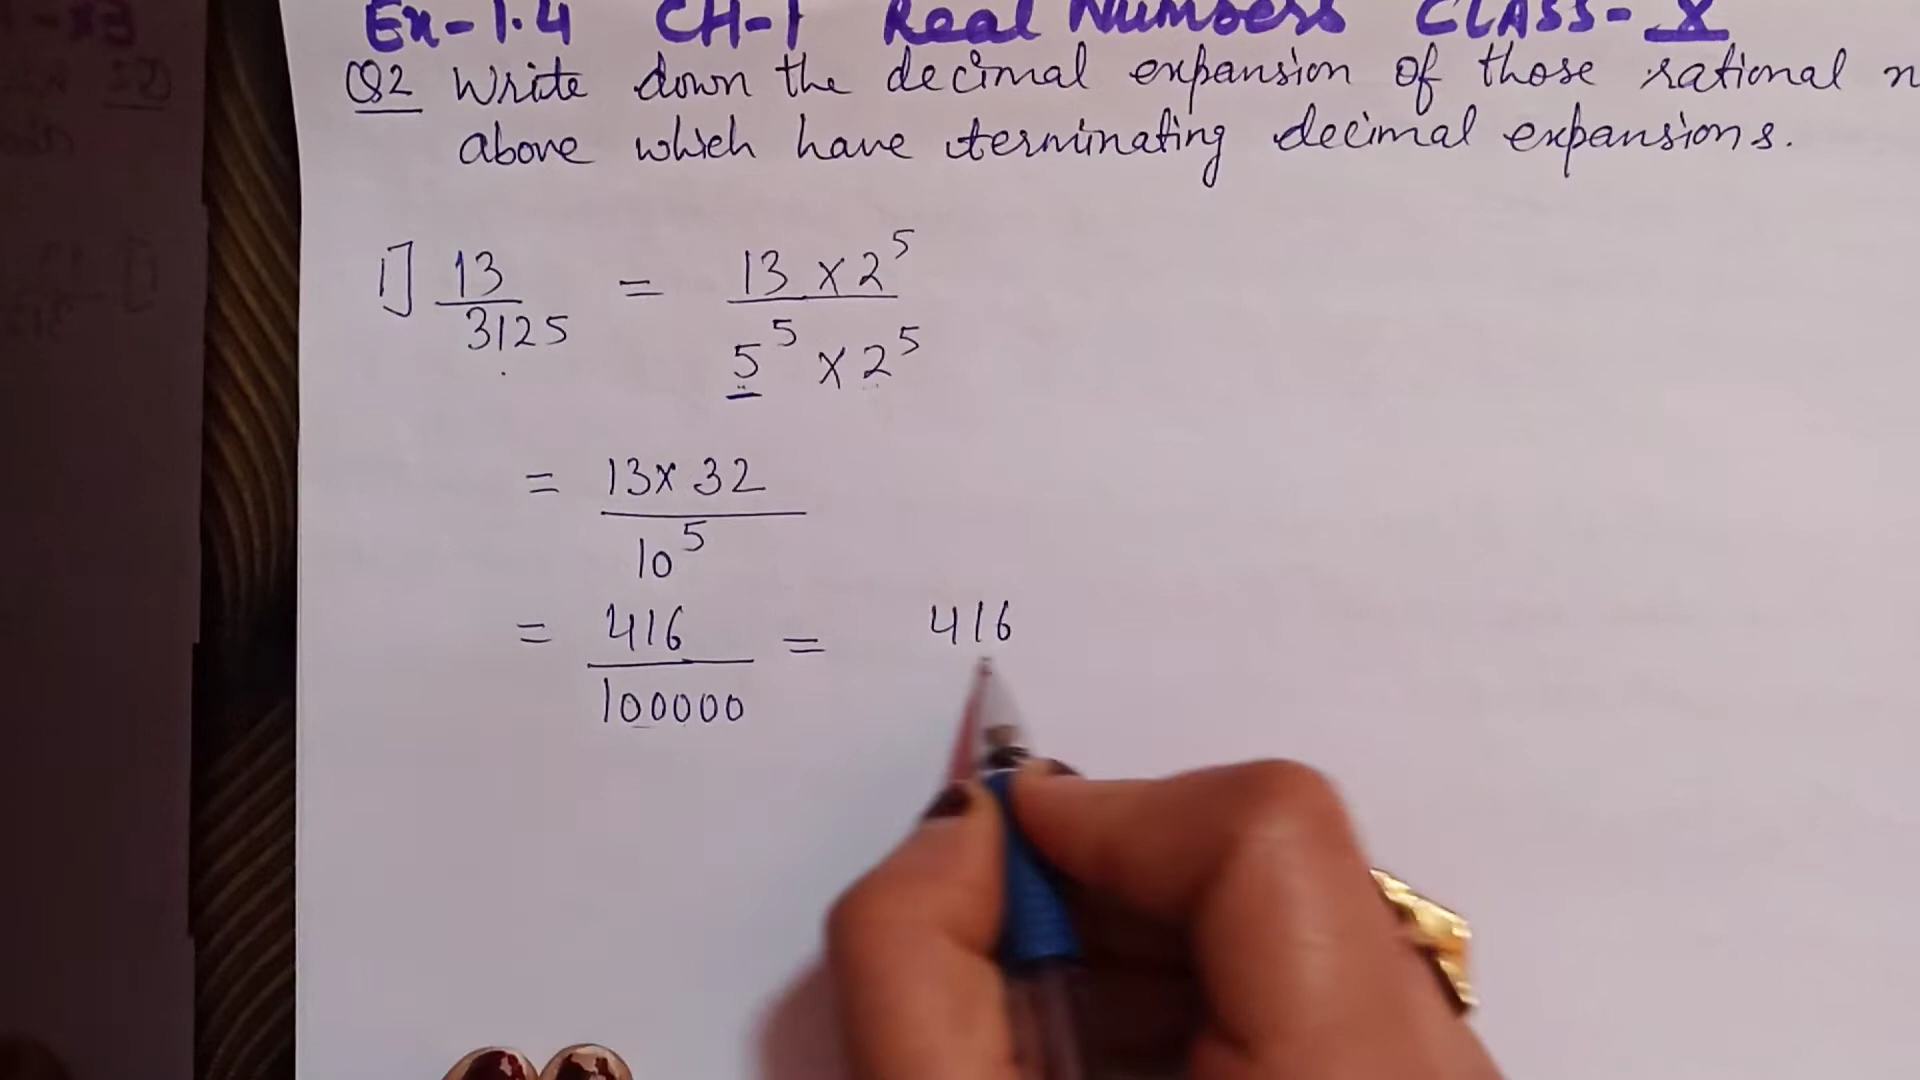 Ex-1.4 CH-1 Real Numbers CLASS-X
Q2 Write down the decimal expansion of those rational n
above which have terminating decimal expansions.
1] 13/3125 = 13 x 2^5 / 5^5 x 2^5
= 13 x 32 / 10^5
= 416/100000 = 416